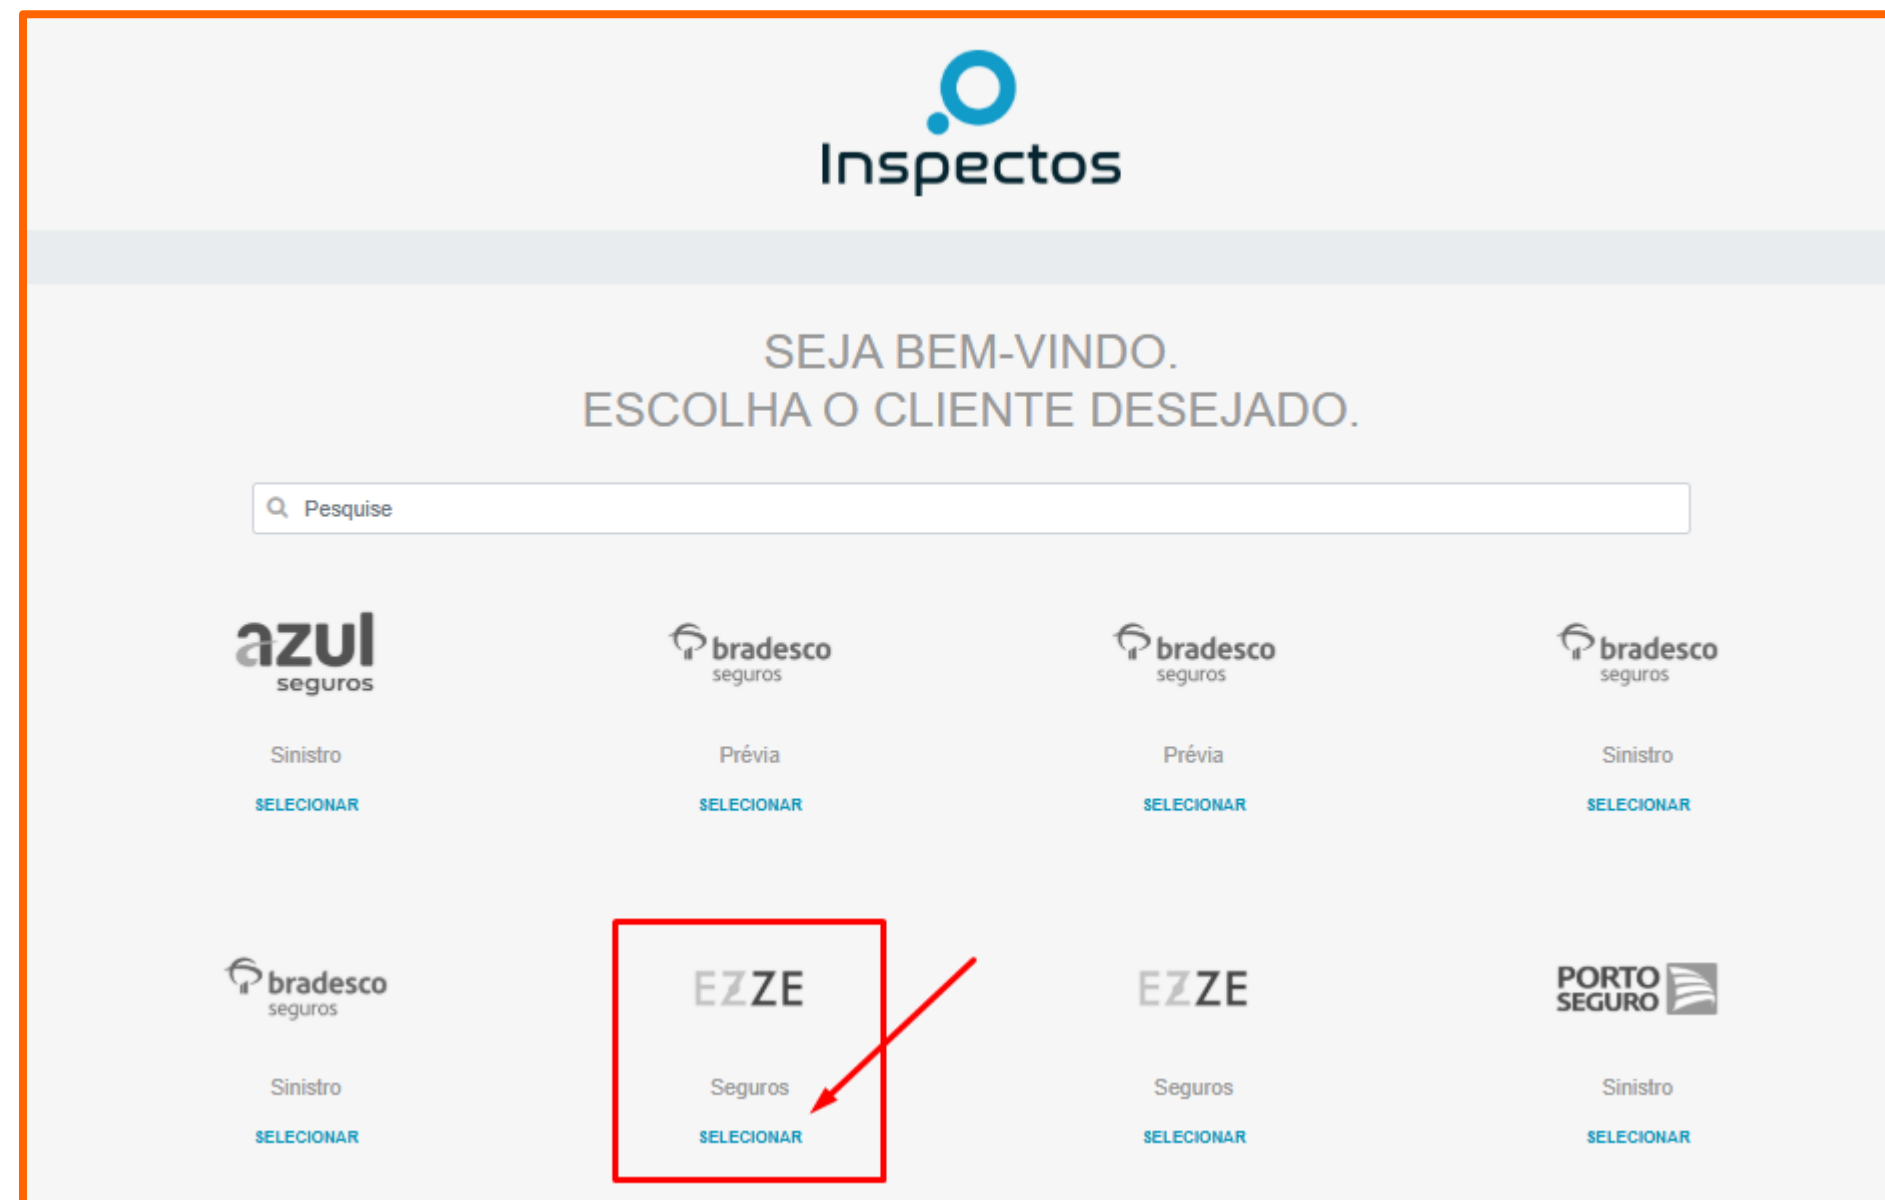 Inspectos
SEJA BEM-VINDO.
ESCOLHA O CLIENTE DESEJADO.
Pesquise
azul
seguros
Sinistro
SELECIONAR
bradesco
seguros
Prévia
SELECIONAR
bradesco
seguros
Prévia
SELECIONAR
bradesco
seguros
Sinistro
SELECIONAR
bradesco
seguros
Sinistro
SELECIONAR
EZZE
Seguros
SELECIONAR
EZZE
Seguros
SELECIONAR
PORTO
SEGURO
Sinistro
SELECIONAR